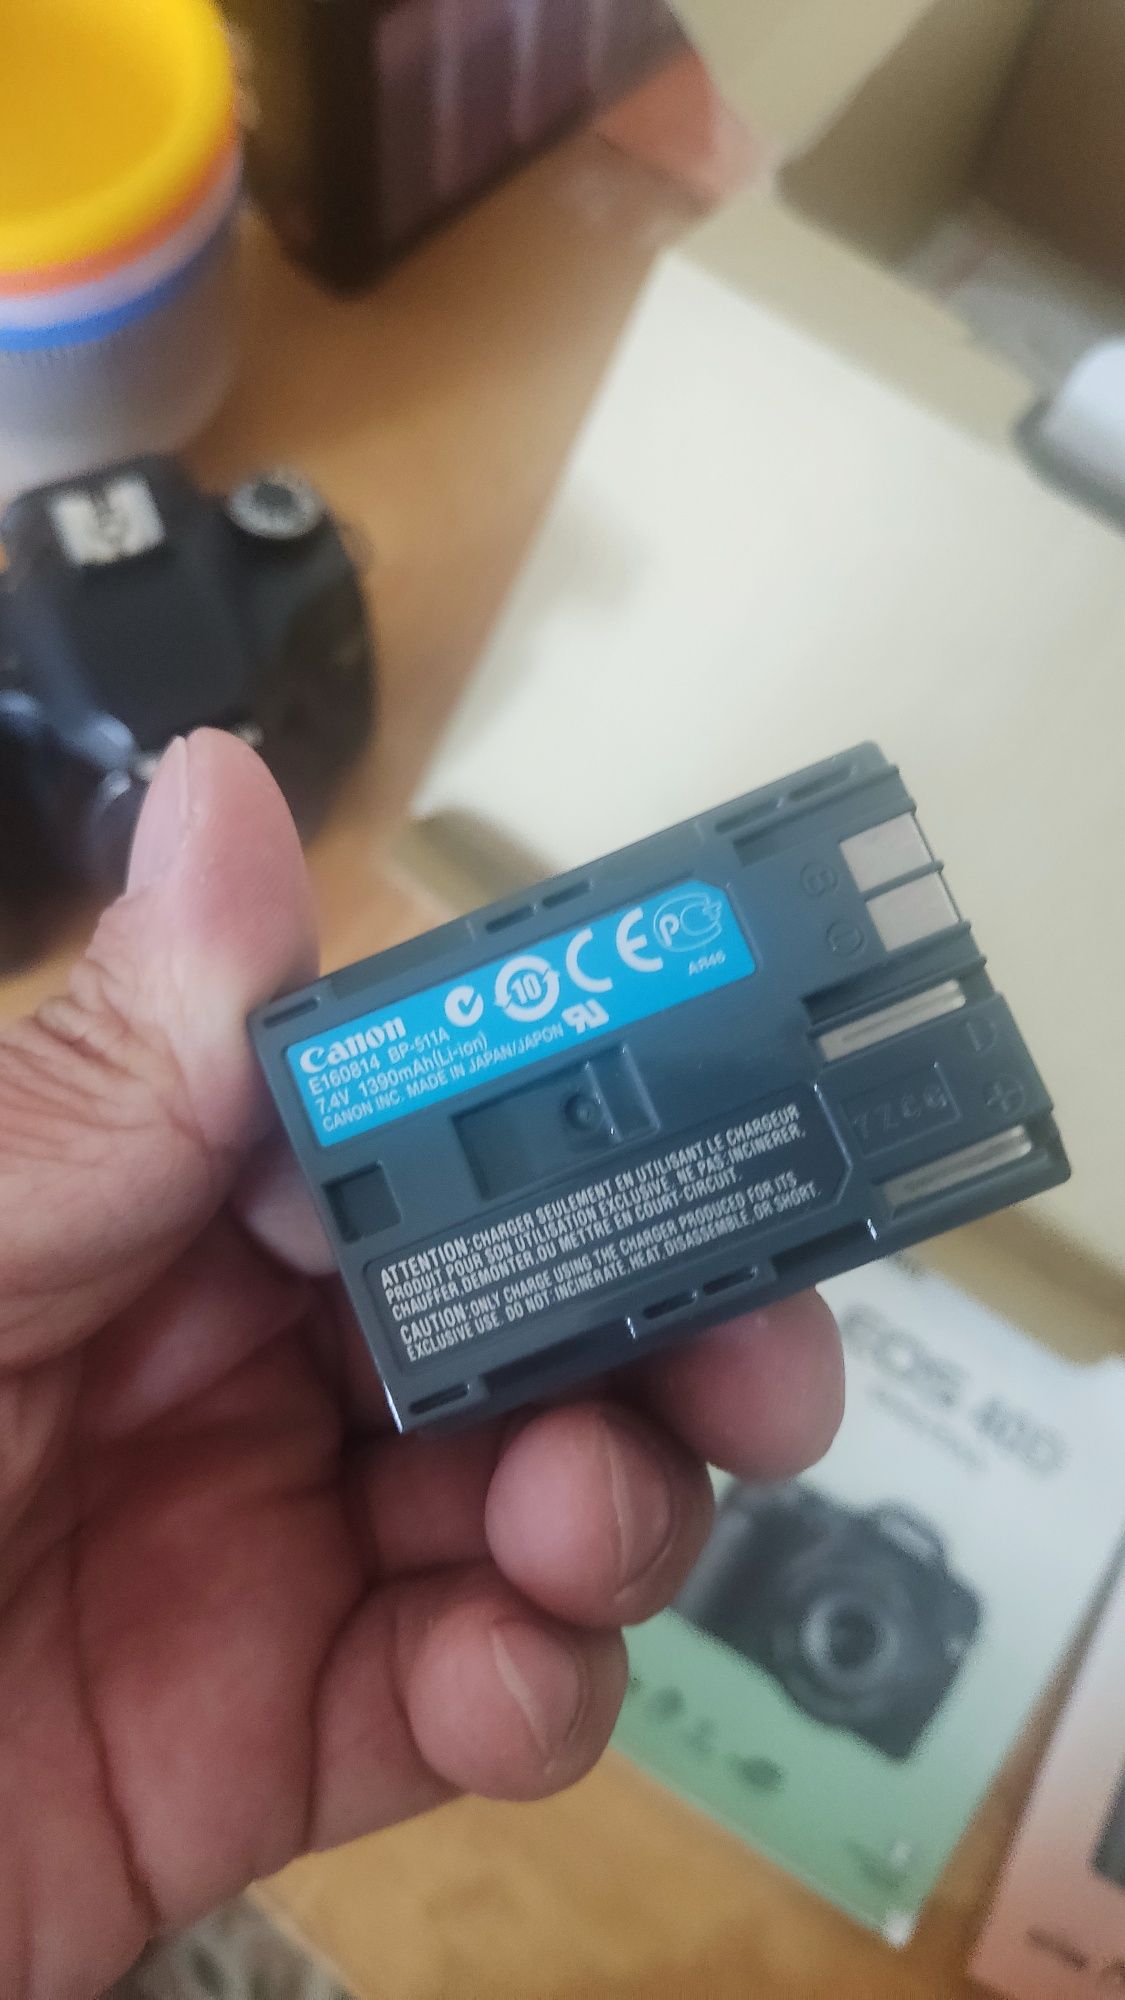 Canon
E160814 BP-511A
7.4V 1390mAh(Li-ion)
CANON INC. MADE IN JAPAN/JAPON
10
CE
PC
AR46
ATTENTION:CHARGER SEULEMENT EN UTILISANT LE CHARGEUR
PRODUIT POUR SON UTILISATION EXCLUSIVE. NE PAS:INCINERER.
CHAUFFER.DEMONTER.OU METTRE EN COURT-CIRCUIT.
CAUTION:ONLY CHARGE USING THE CHARGER PRODUCED FOR ITS
EXCLUSIVE USE. DO NOT:INCINERATE.HEAT.DISASSEMBLE.OR SHORT.
D
+
EOS 40D